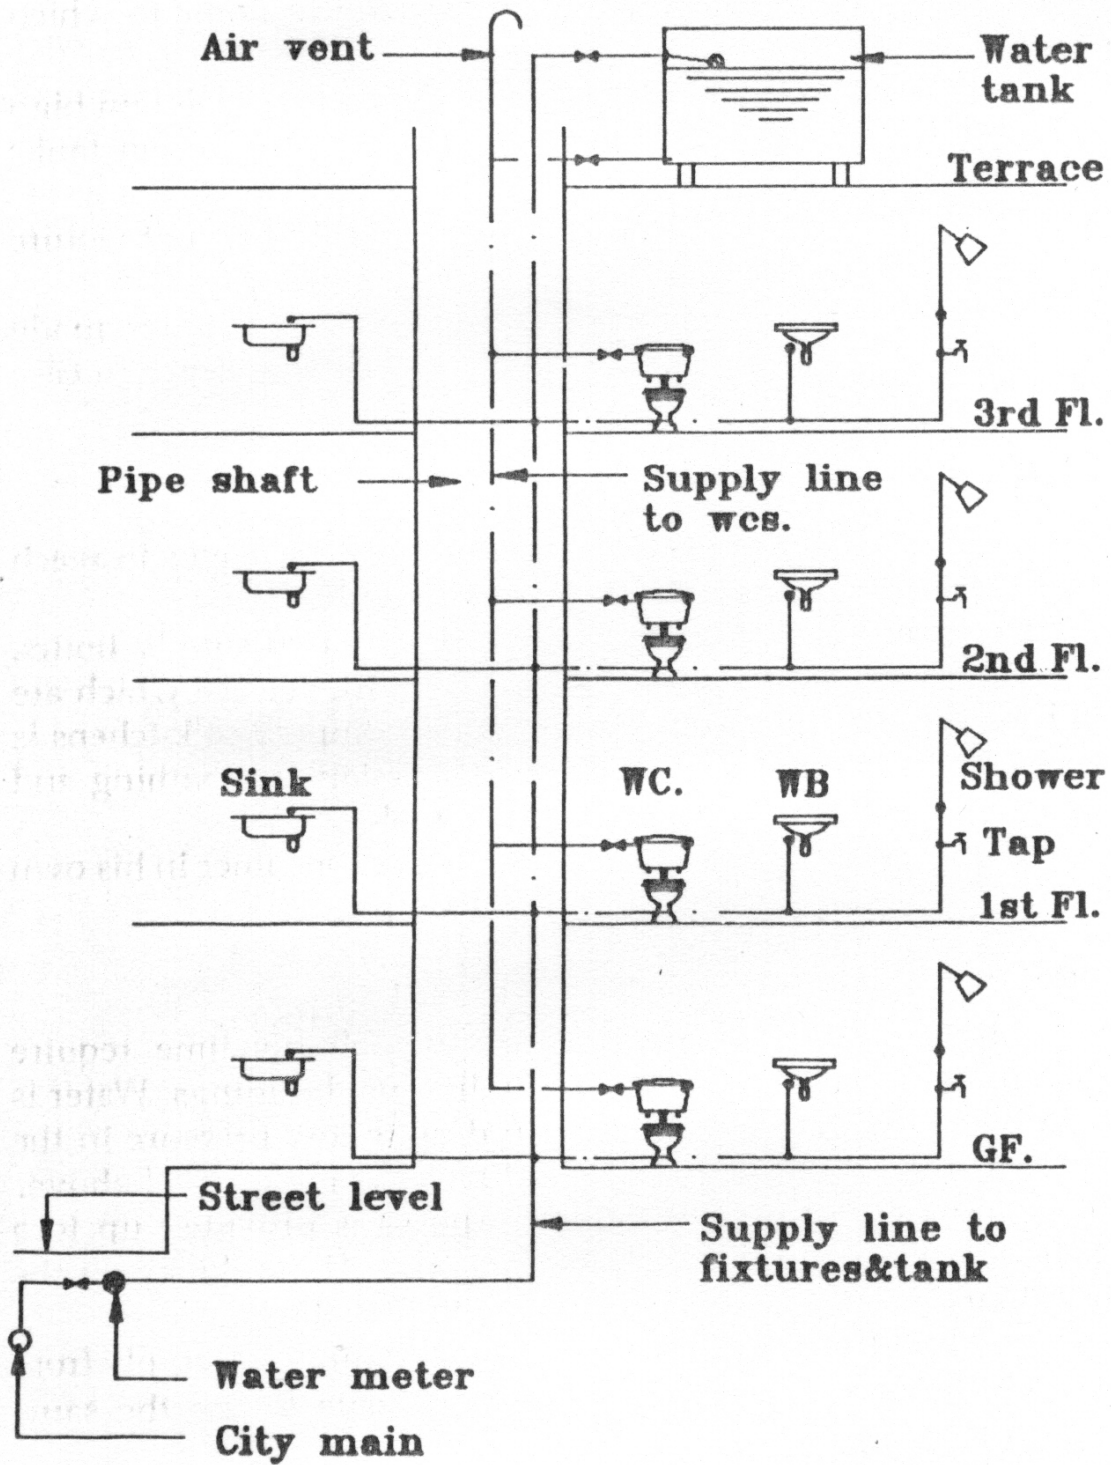 Air vent
Water
tank
Terrace
3rd Fl.
Pipe shaft
Supply line
to wcs.
2nd Fl.
Sink
WC.
WB
Shower
Tap
1st Fl.
GF.
Street level
Supply line to
fixtures&tank
Water meter
City main